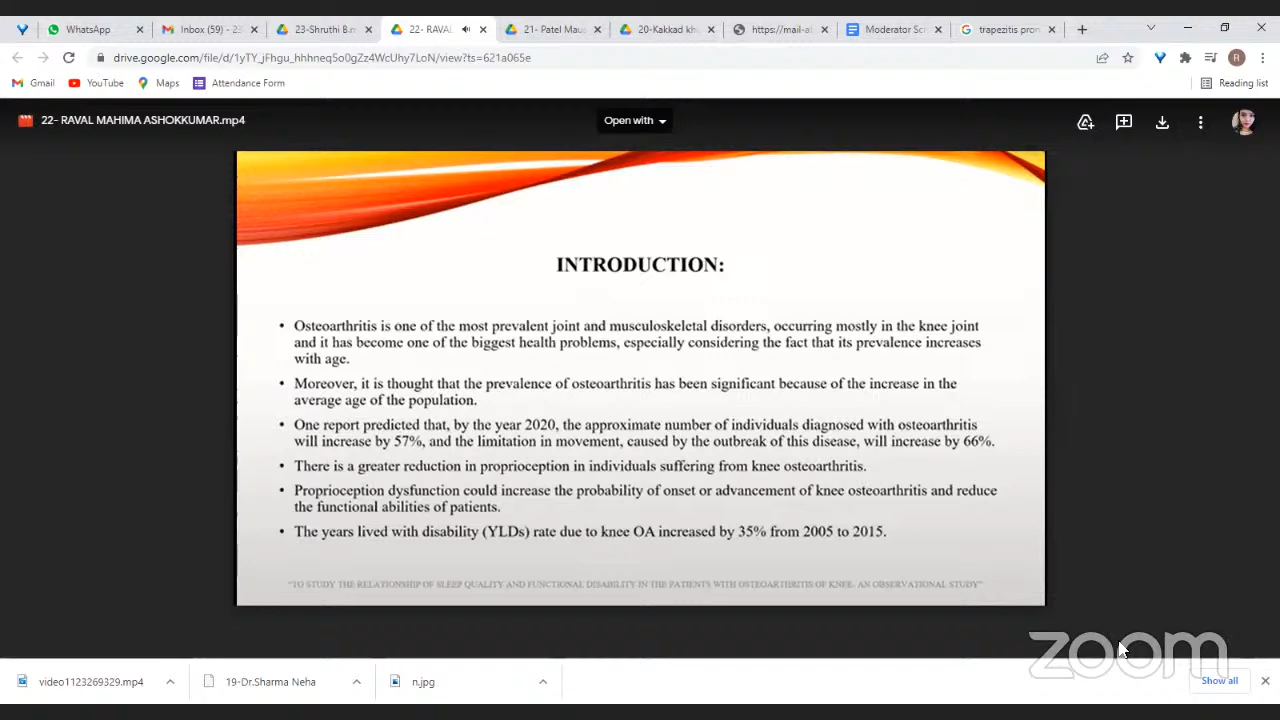 WhatsApp
Inbox (59) - 23
23-Shruthi B.m
22- RAVAL
21- Patel Maus
20-Kakkad kh
https://mail-at
Moderator Scr
trapezitis pron
drive.google.com/file/d/1yTY_jFhgu_hhhneq5o0gZz4WcUhy7LoN/view?ts=621a065e
R
Gmail
YouTube
Maps
Attendance Form
Reading list
22- RAVAL MAHIMA ASHOKKUMAR.mp4
Open with
INTRODUCTION:
• Osteoarthritis is one of the most prevalent joint and musculoskeletal disorders, occurring mostly in the knee joint
and it has become one of the biggest health problems, especially considering the fact that its prevalence increases
with age.
• Moreover, it is thought that the prevalence of osteoarthritis has been significant because of the increase in the
average age of the population.
• One report predicted that, by the year 2020, the approximate number of individuals diagnosed with osteoarthritis
will increase by 57%, and the limitation in movement, caused by the outbreak of this disease, will increase by 66%.
• There is a greater reduction in proprioception in individuals suffering from knee osteoarthritis.
• Proprioception dysfunction could increase the probability of onset or advancement of knee osteoarthritis and reduce
the functional abilities of patients.
• The years lived with disability (YLDs) rate due to knee OA increased by 35% from 2005 to 2015.
"TO STUDY THE RELATIONSHIP OF SLEEP QUALITY AND FUNCTIONAL DISABILITY IN THE PATIENTS WITH OSTEOARTHRITIS OF KNEE- AN OBSERVATIONAL STUDY"
zoom
video1123269329.mp4
19-Dr.Sharma Neha
n.jpg
Show all